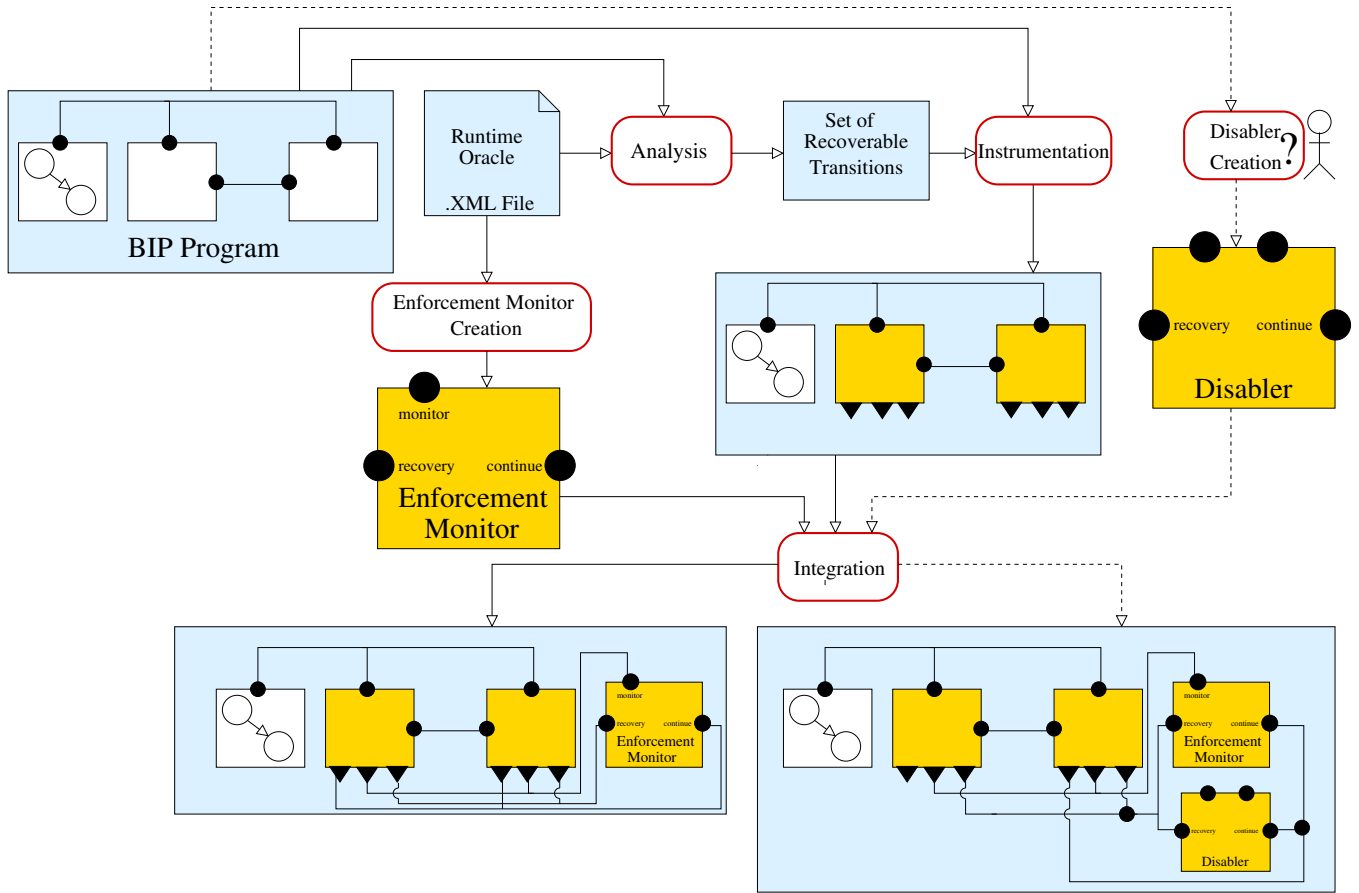 BIP Program
Runtime
Oracle
.XML File
Analysis
Set of
Recoverable
Transitions
Instrumentation
Disabler
Creation
?
Enforcement Monitor
Creation
monitor
recovery continue
Enforcement
Monitor
recovery continue
Disabler
Integration
monitor
recovery continue
Enforcement
Monitor
monitor
recovery continue
Enforcement
Monitor
recovery continue
Disabler